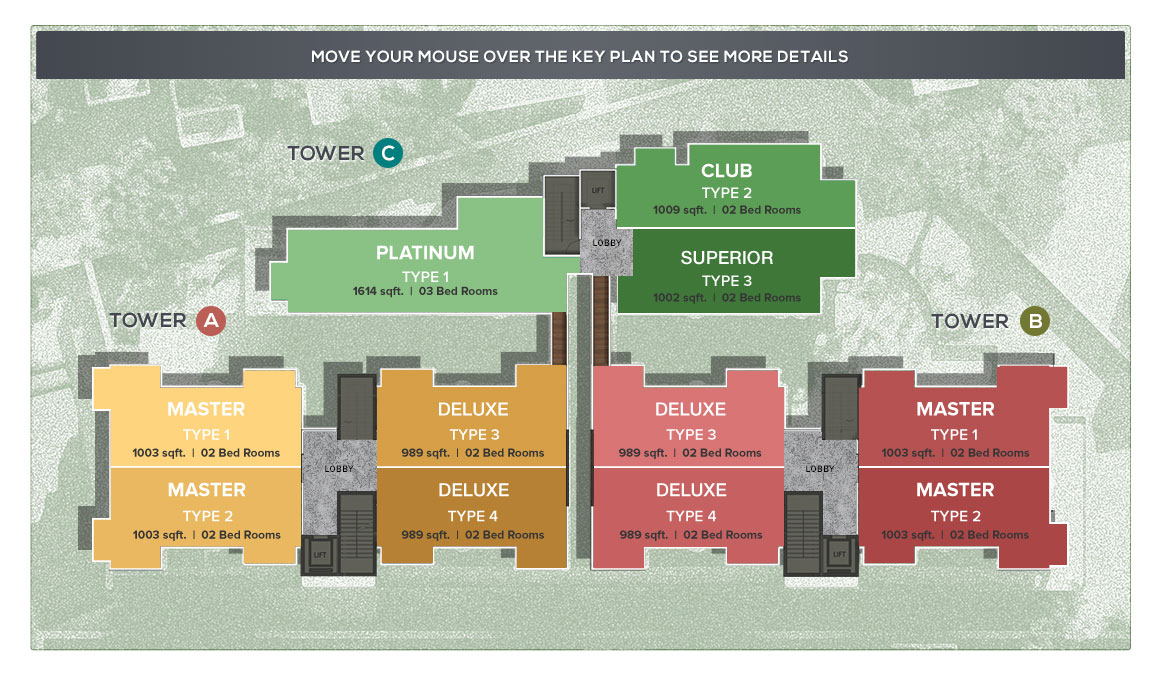 MOVE YOUR MOUSE OVER THE KEY PLAN TO SEE MORE DETAILS
TOWER C
CLUB
TYPE 2
1009 sqft. | 02 Bed Rooms
LIFT
LOBBY
PLATINUM
TYPE 1
1614 sqft. | 03 Bed Rooms
SUPERIOR
TYPE 3
1002 sqft. | 02 Bed Rooms
TOWER A
TOWER B
MASTER
TYPE 1
1003 sqft. | 02 Bed Rooms
DELUXE
TYPE 3
989 sqft. | 02 Bed Rooms
DELUXE
TYPE 3
989 sqft. | 02 Bed Rooms
MASTER
TYPE 1
1003 sqft. | 02 Bed Rooms
LOBBY
LOBBY
MASTER
TYPE 2
1003 sqft. | 02 Bed Rooms
DELUXE
TYPE 4
989 sqft. | 02 Bed Rooms
DELUXE
TYPE 4
989 sqft. | 02 Bed Rooms
MASTER
TYPE 2
1003 sqft. | 02 Bed Rooms
LIFT
LIFT